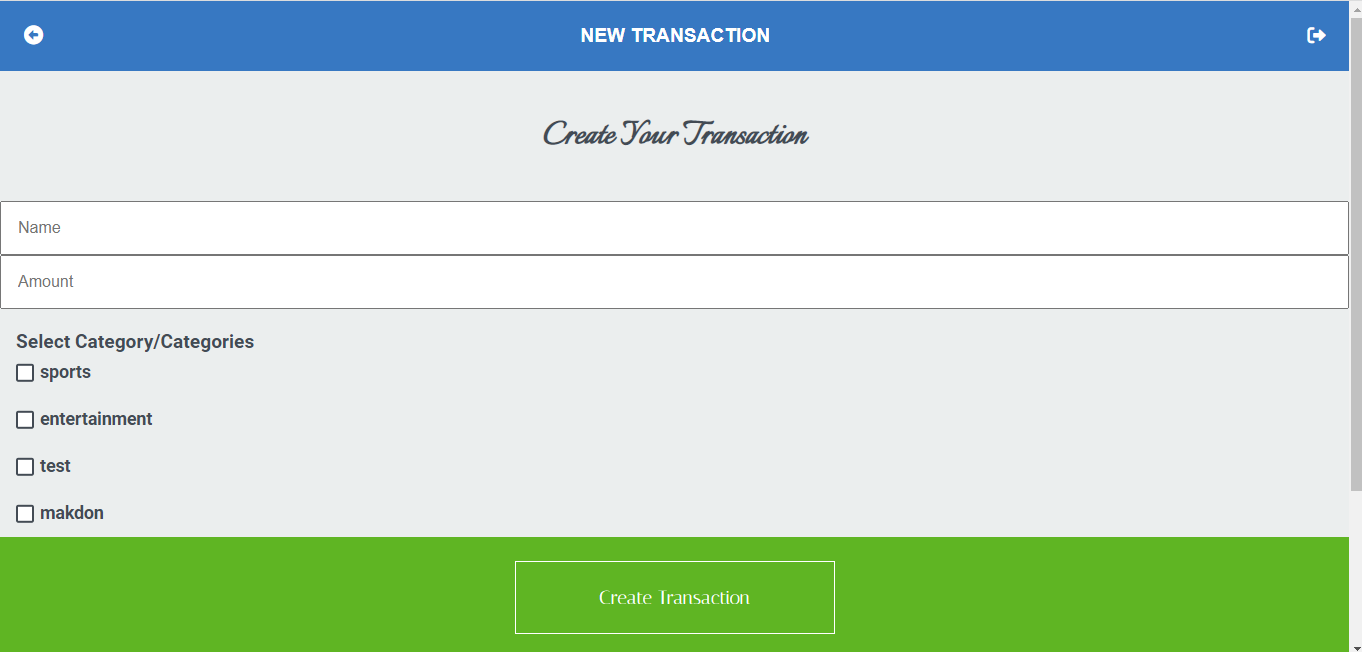 NEW TRANSACTION
Create Your Transaction
Name
Amount
Select Category/Categories
sports
entertainment
test
makdon
Create Transaction